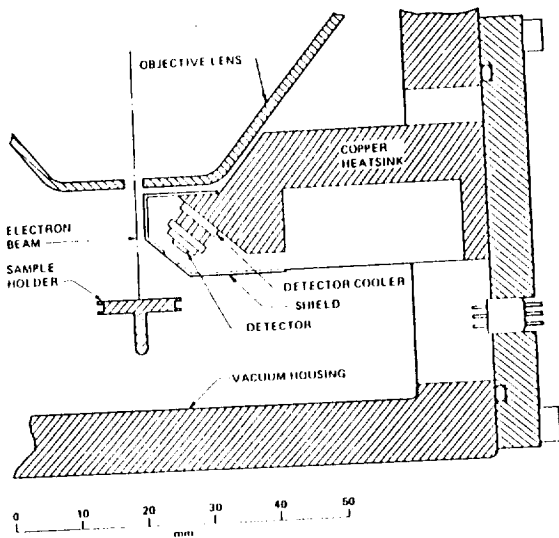 OBJECTIVE LENS
COPPER
HEATSINK
ELECTRON
BEAM
SAMPLE
HOLDER
DETECTOR COOLER
SHIELD
DETECTOR
VACUUM HOUSING
0 10 20 30 40 50
mm